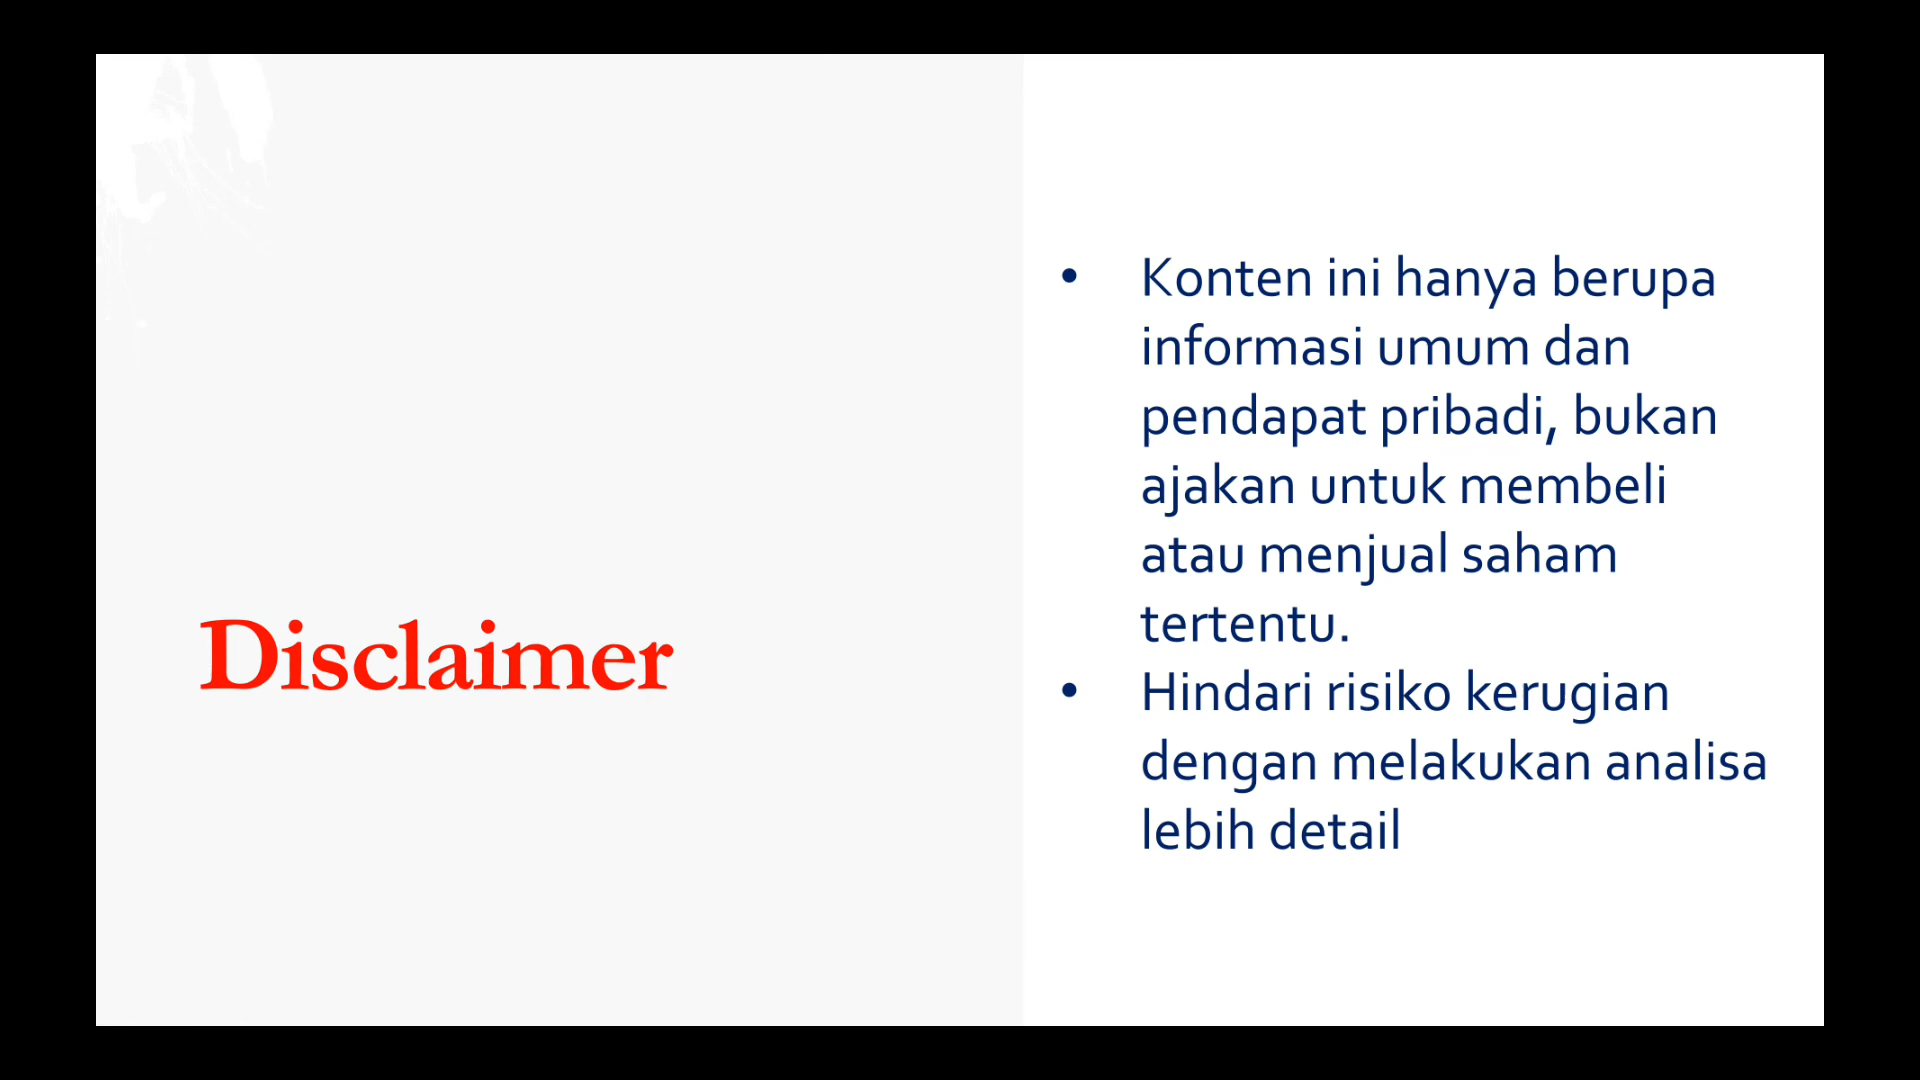 Disclaimer
• Konten ini hanya berupa
informasi umum dan
pendapat pribadi, bukan
ajakan untuk membeli
atau menjual saham
tertentu.
• Hindari risiko kerugian
dengan melakukan analisa
lebih detail